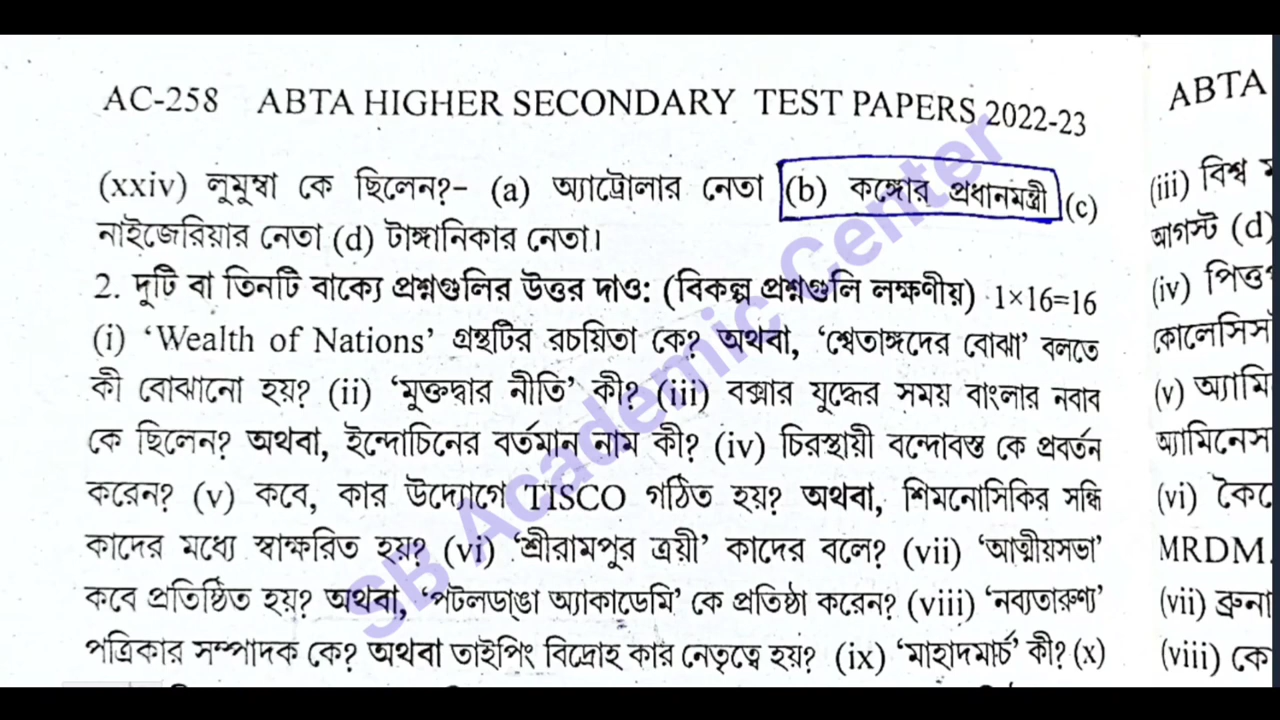 AC-258 ABTA HIGHER SECONDARY TEST PAPERS 2022-23
(xxiv) লুমুম্বা কে ছিলেন?- (a) অ্যাট্রোলার নেতা (b) কঙ্গোর প্রধানমন্ত্রী (c)
নাইজেরিয়ার নেতা (d) টাঙ্গানিকার নেতা।
2. দুটি বা তিনটি বাক্যে প্রশ্নগুলির উত্তর দাও: (বিকল্প প্রশ্নগুলি লক্ষণীয়) 1×16=16
(i) ‘Wealth of Nations’ গ্রন্থটির রচয়িতা কে? অথবা, ‘শ্বেতাঙ্গদের বোঝা’ বলতে
কী বোঝানো হয়? (ii) ‘মুক্তদ্বার নীতি’ কী? (iii) বক্সার যুদ্ধের সময় বাংলার নবাব
কে ছিলেন? অথবা, ইন্দোচিনের বর্তমান নাম কী? (iv) চিরস্থায়ী বন্দোবস্ত কে প্রবর্তন
করেন? (v) কবে, কার উদ্যোগে TISCO গঠিত হয়? অথবা, শিমনোসিকির সন্ধি
কাদের মধ্যে স্বাক্ষরিত হয়? (vi) ‘শ্রীরামপুর ত্রয়ী’ কাদের বলে? (vii) ‘আত্মীয়সভা’
কবে প্রতিষ্ঠিত হয়? অথবা, ‘পটলডাঙা অ্যাকাডেমি’ কে প্রতিষ্ঠা করেন? (viii) ‘নব্যতারুণ্য’
পত্রিকার সম্পাদক কে? অথবা তাইপিং বিদ্রোহ কার নেতৃত্বে হয়? (ix) ‘মাহাদমার্চ’ কী? (x)
SB Academic Center
ABTA
(iii) বিশ্ব
আগস্ট (d)
(iv)
(v)
(vi)
MRDM
(vii)
(viii)